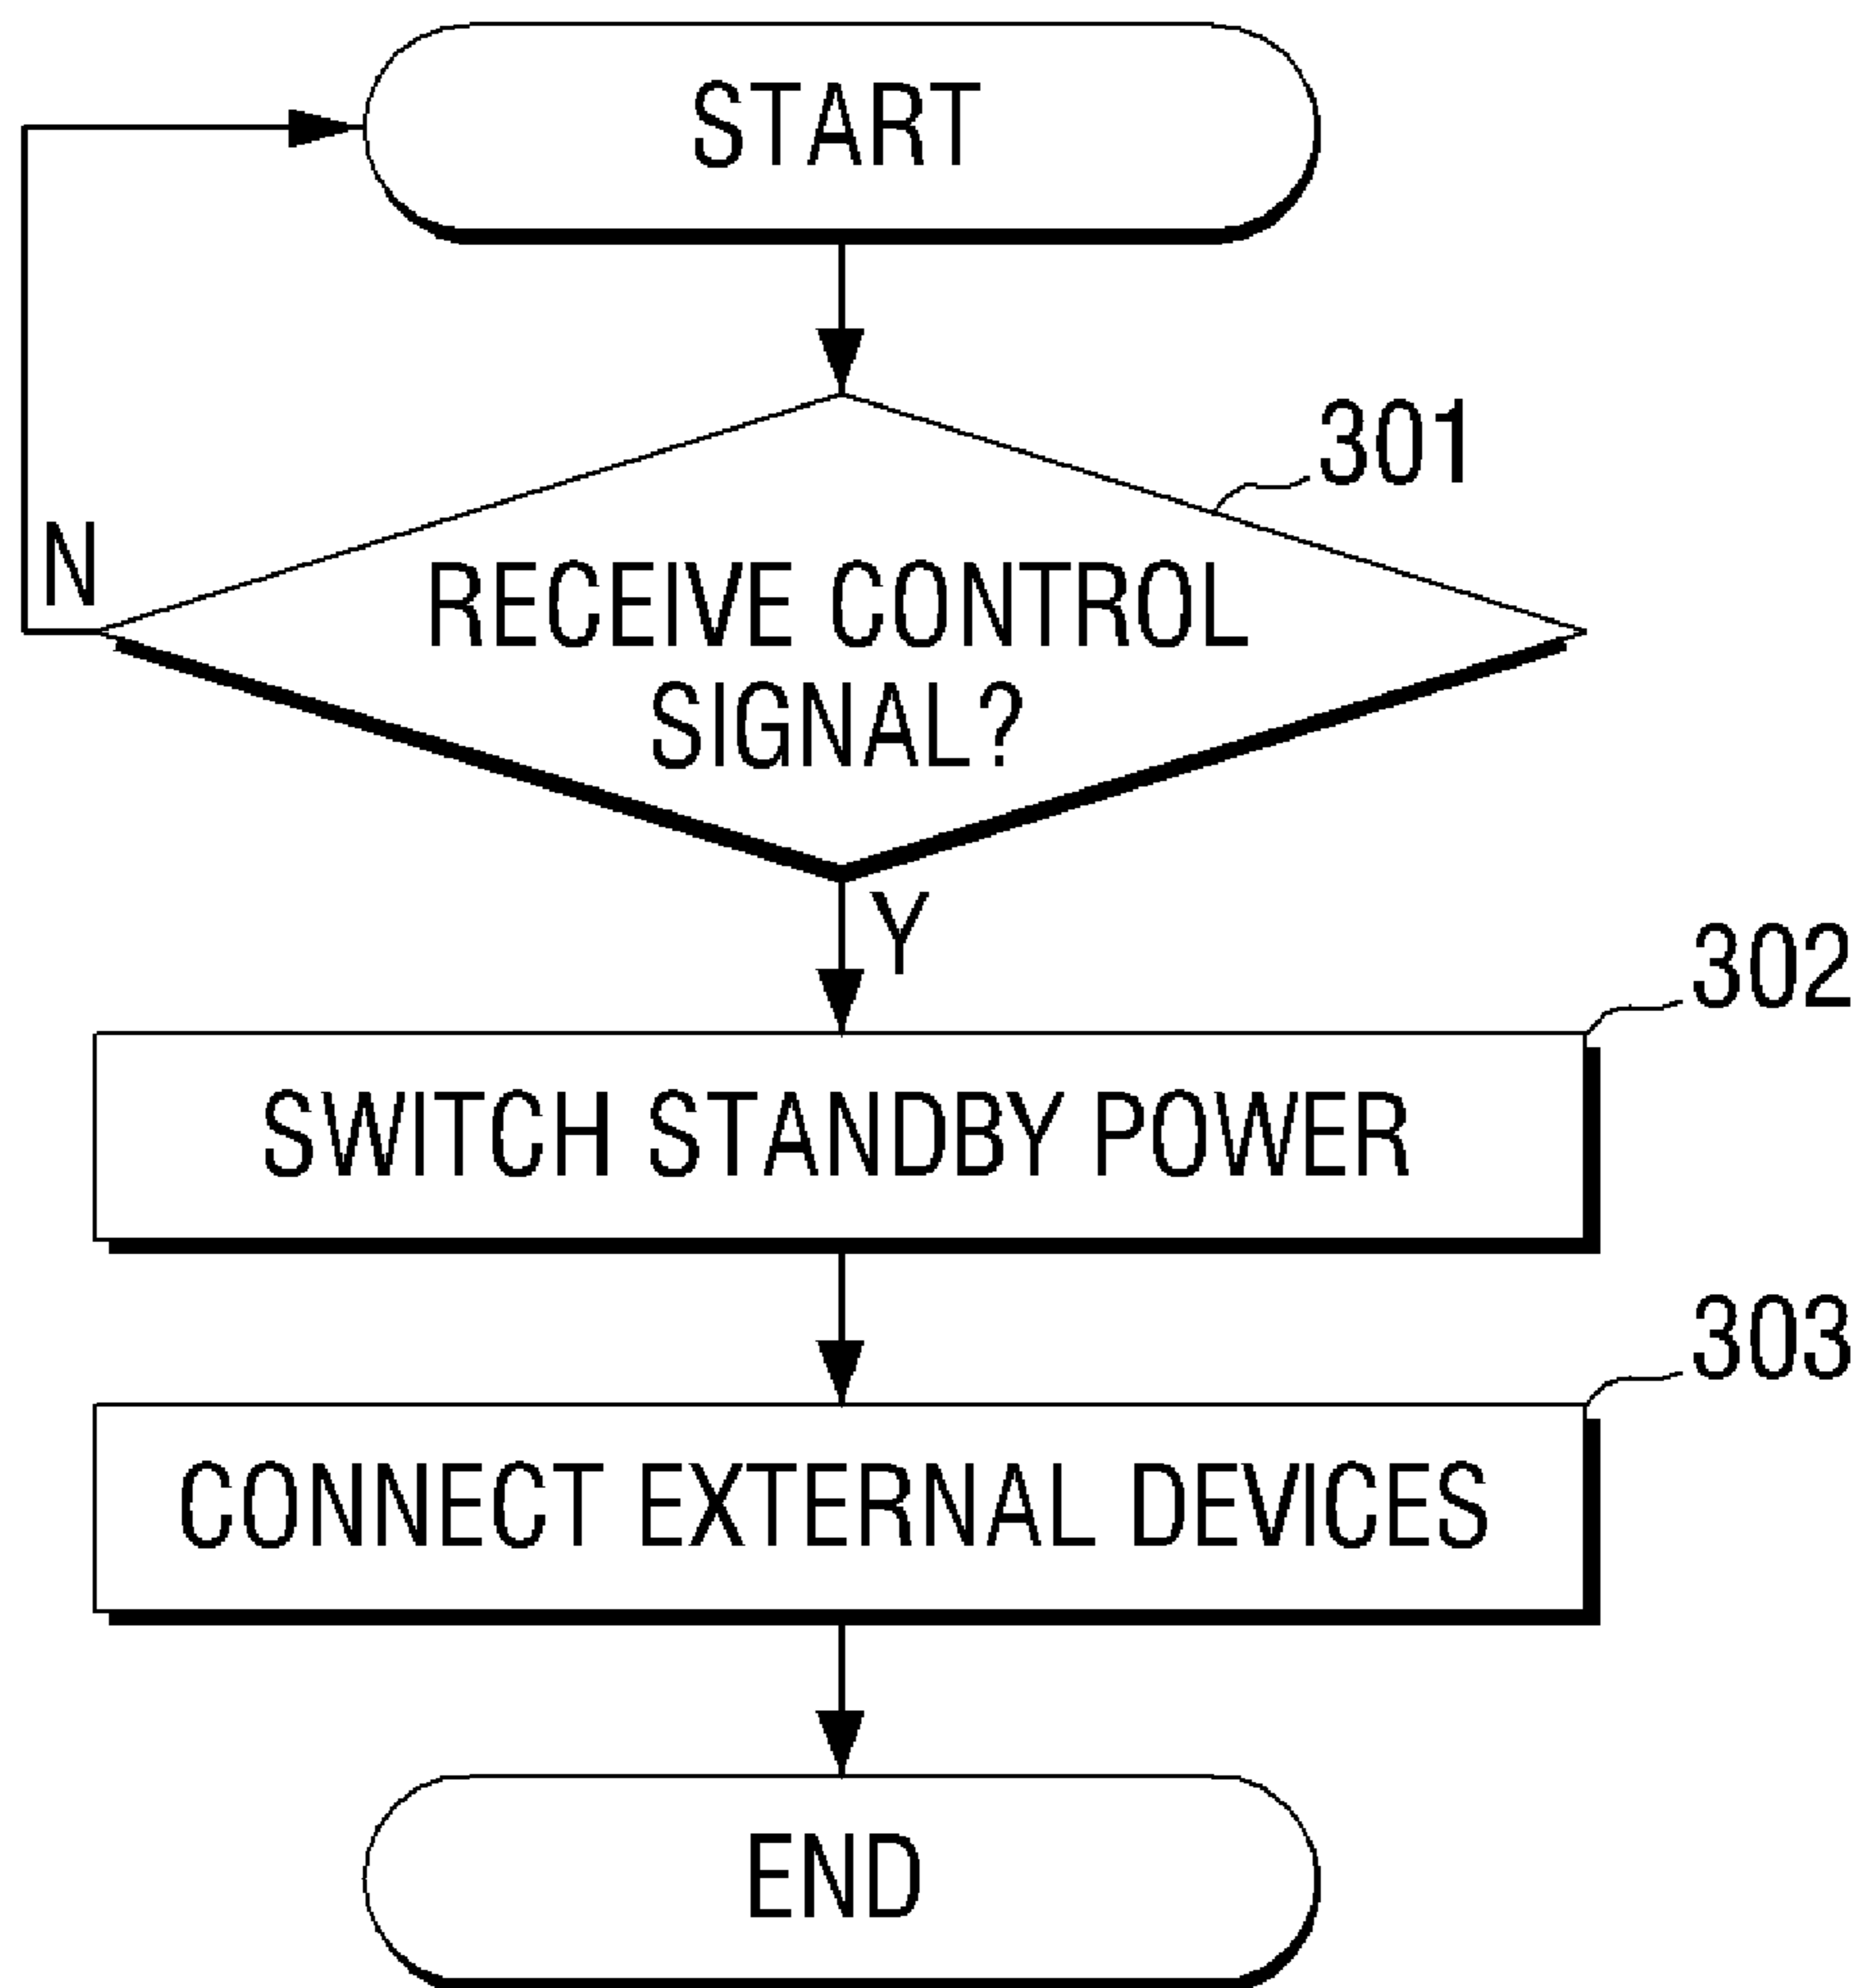 START
301
N
RECEIVE CONTROL
SIGNAL?
Y
302
SWITCH STANDBY POWER
303
CONNECT EXTERNAL DEVICES
END